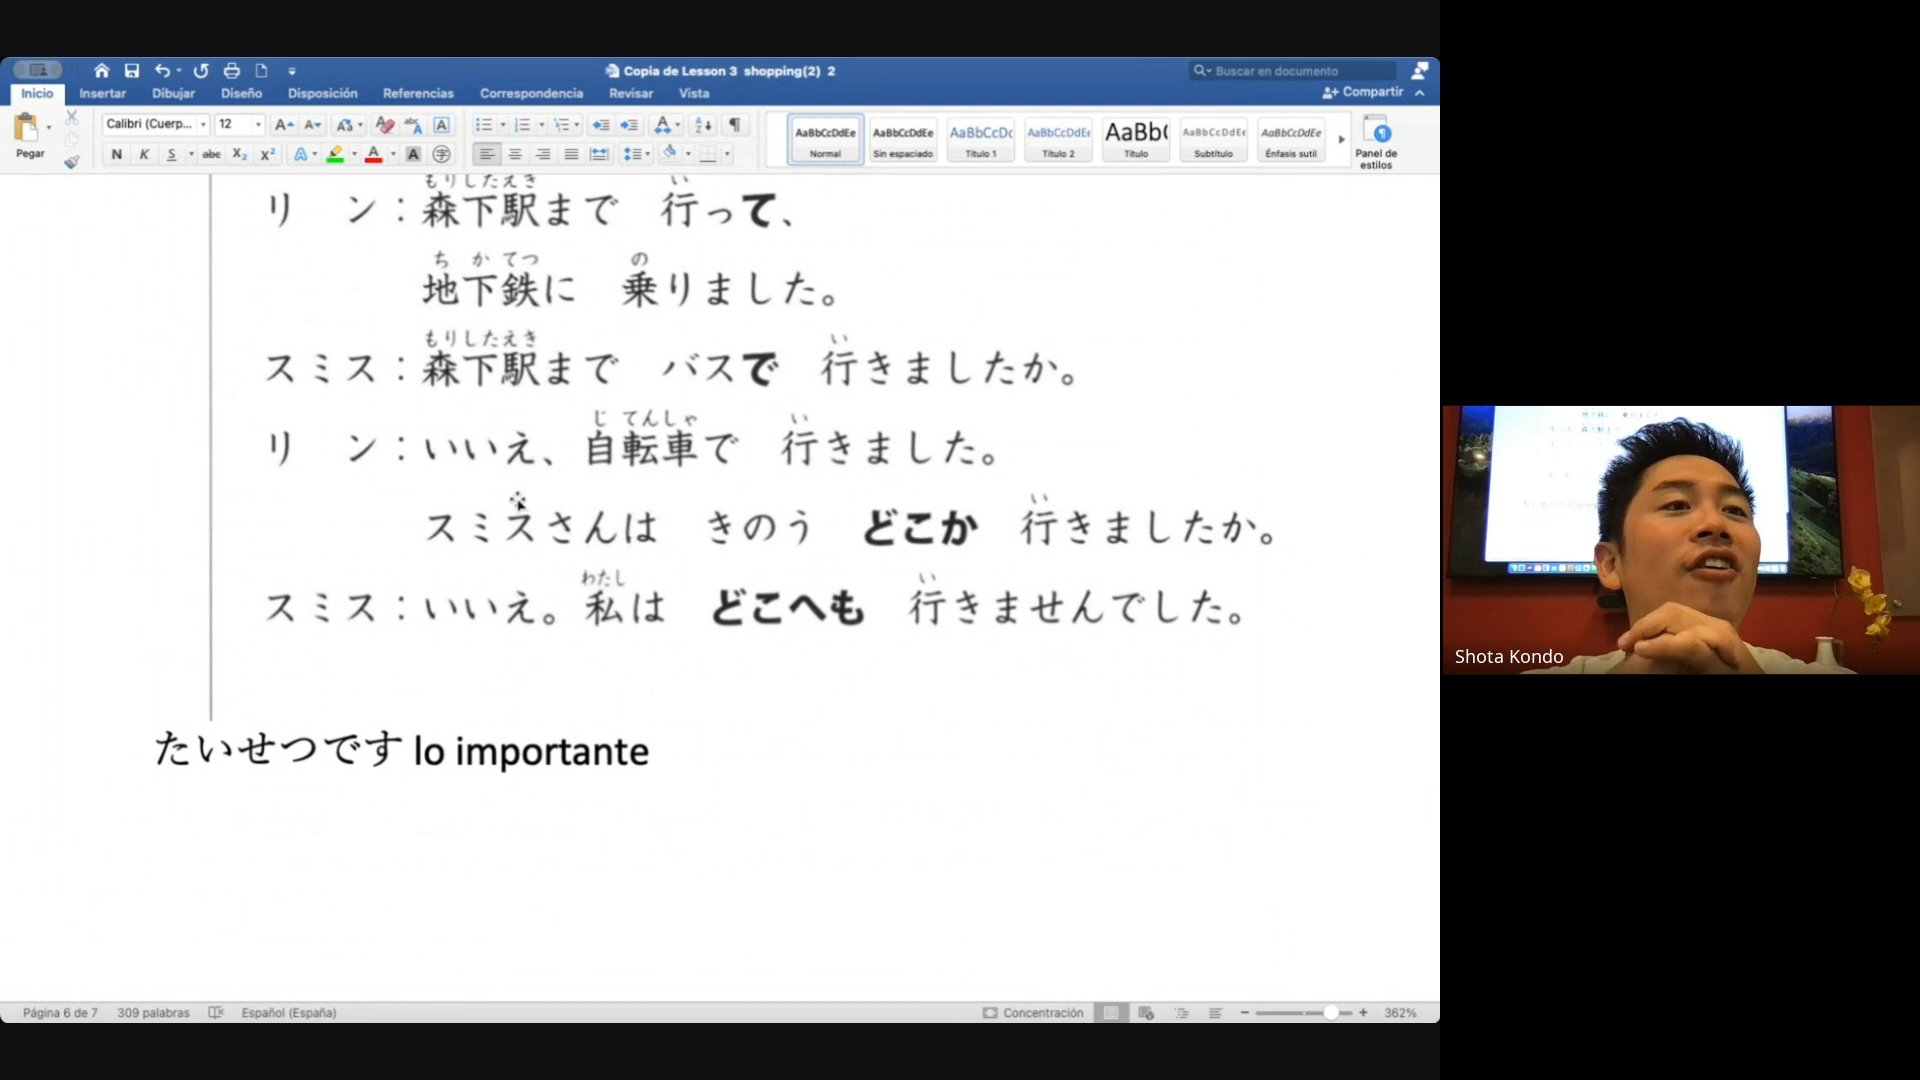 Copia de Lesson 3 shopping(2) 2
Buscar en documento
Inicio Insertar Dibujar Diseño Disposición Referencias Correspondencia Revisar Vista
Compartir
Pegar
Calibri (Cuerp... 12
N K S abc X₂ X²
AaBbCcDdEe AaBbCcDdEe AaBbCcDc AaBbCcDdEe AaBb( AaBbCcDdEe AaBbCcDdEe
Normal Sin espaciado Título 1 Título 2 Título Subtítulo Énfasis sutil
Panel de
estilos
もりしたえき い
リン：森下駅まで 行って、
ちかてつ の
地下鉄に 乗りました。
もりしたえき い
スミス：森下駅まで バスで 行きましたか。
じてんしゃ い
リン：いいえ、自転車で 行きました。
い
スミスさんは きのう どこか 行きましたか。
わたし い
スミス：いいえ。私は どこへも 行きませんでした。
たいせつです lo importante
Página 6 de 7 309 palabras Español (España) Concentración 362%
Shota Kondo